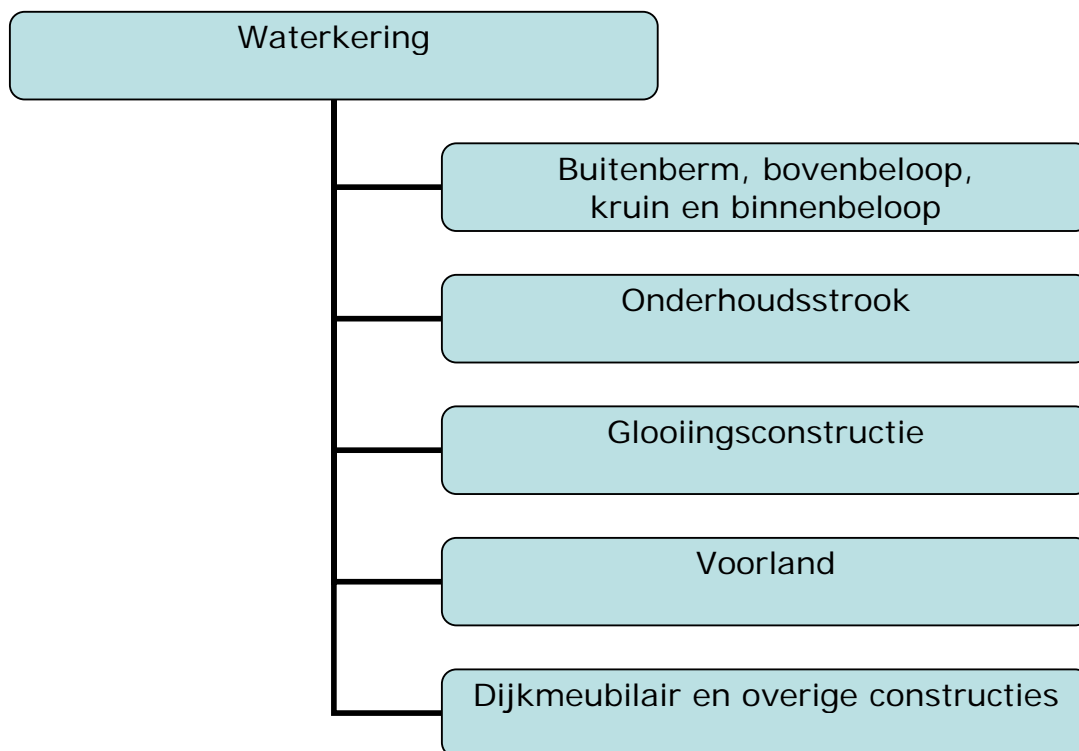 Waterkering
Buitenberm, bovenbeloop,
kruin en binnenbeloop
Onderhoudsstrook
Glooiingsconstructie
Voorland
Dijkmeubilair en overige constructies